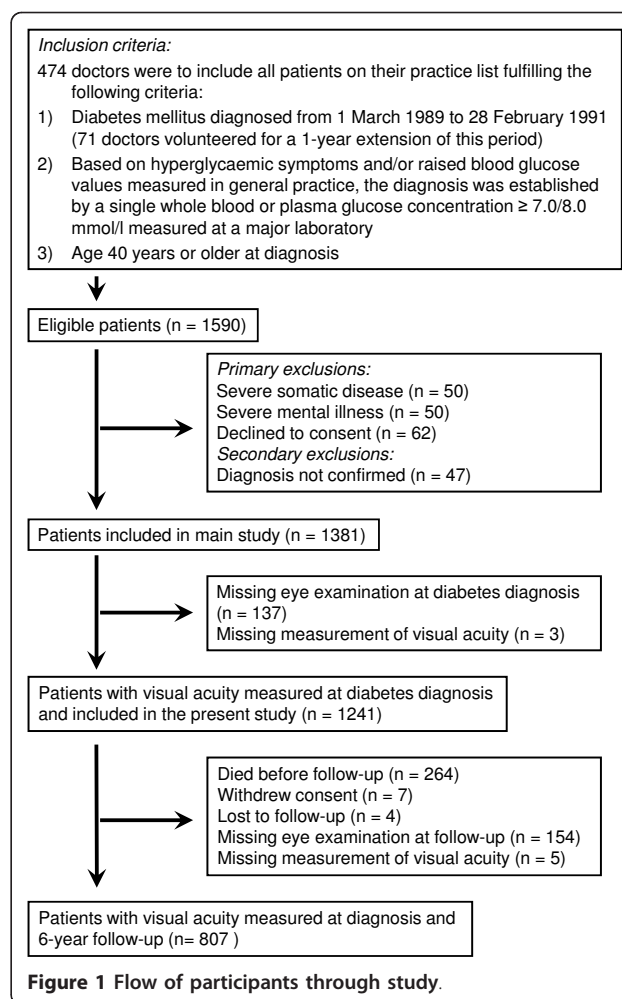 Inclusion criteria:
474 doctors were to include all patients on their practice list fulfilling the
following criteria:
1) Diabetes mellitus diagnosed from 1 March 1989 to 28 February 1991
(71 doctors volunteered for a 1-year extension of this period)
2) Based on hyperglycaemic symptoms and/or raised blood glucose
values measured in general practice, the diagnosis was established
by a single whole blood or plasma glucose concentration ≥ 7.0/8.0
mmol/l measured at a major laboratory
3) Age 40 years or older at diagnosis
Eligible patients (n = 1590)
Primary exclusions:
Severe somatic disease (n = 50)
Severe mental illness (n = 50)
Declined to consent (n = 62)
Secondary exclusions:
Diagnosis not confirmed (n = 47)
Patients included in main study (n = 1381)
Missing eye examination at diabetes diagnosis
(n = 137)
Missing measurement of visual acuity (n = 3)
Patients with visual acuity measured at diabetes diagnosis
and included in the present study (n = 1241)
Died before follow-up (n = 264)
Withdrew consent (n = 7)
Lost to follow-up (n = 4)
Missing eye examination at follow-up (n = 154)
Missing measurement of visual acuity (n = 5)
Patients with visual acuity measured at diagnosis and
6-year follow-up (n= 807 )
Figure 1 Flow of participants through study.